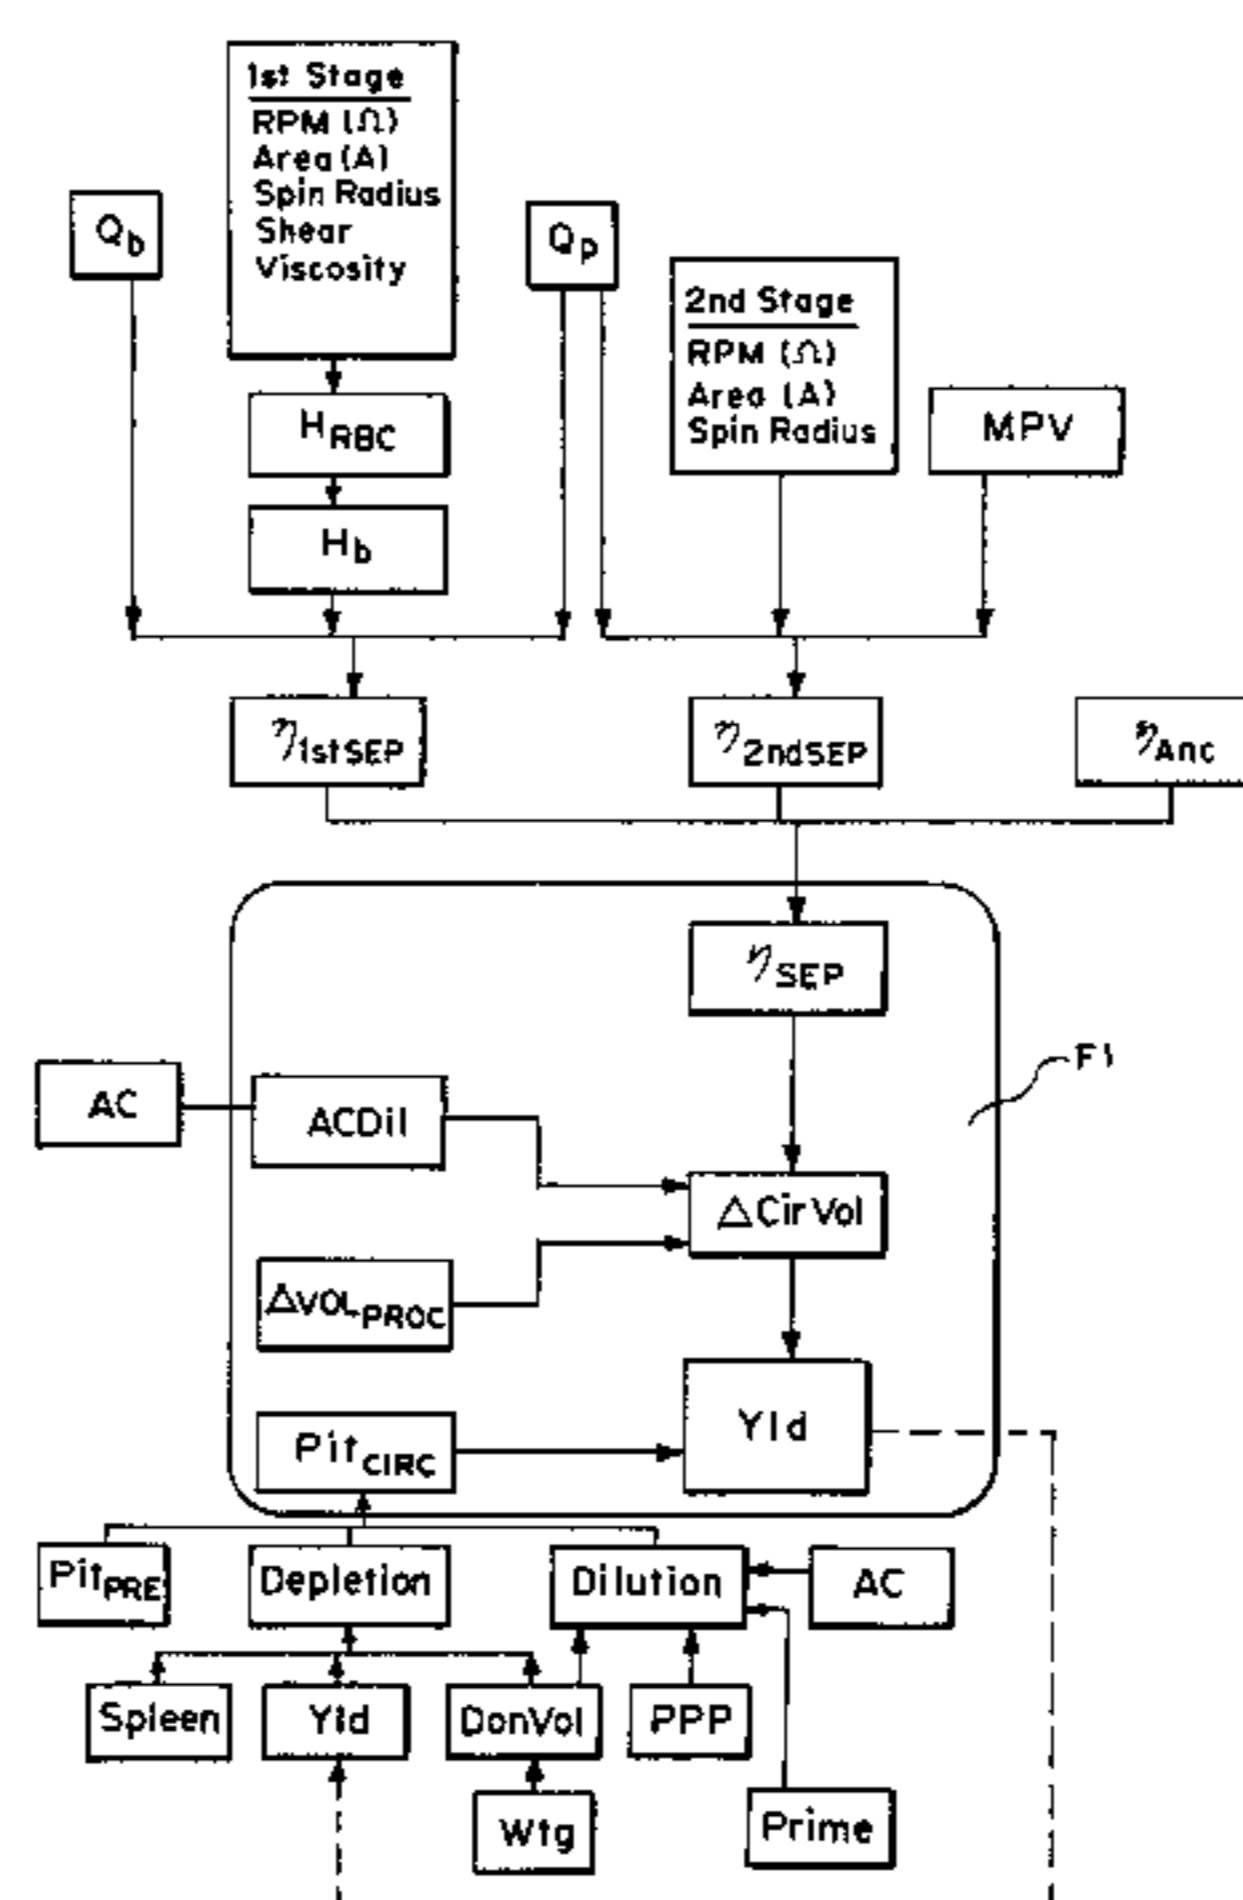 1st Stage
RPM (Ω)
Area (A)
Spin Radius
Shear
Viscosity
Qb
Qp
2nd Stage
RPM (Ω)
Area (A)
Spin Radius
MPV
HRBC
Hb
η1stSEP
η2ndSEP
ηAnc
ηSEP
F1
AC
ACDil
ΔCirVol
ΔVOLPROC
Yld
PltCIRC
PltPRE
Depletion
Dilution
AC
Spleen
Yld
DonVol
PPP
Wtg
Prime